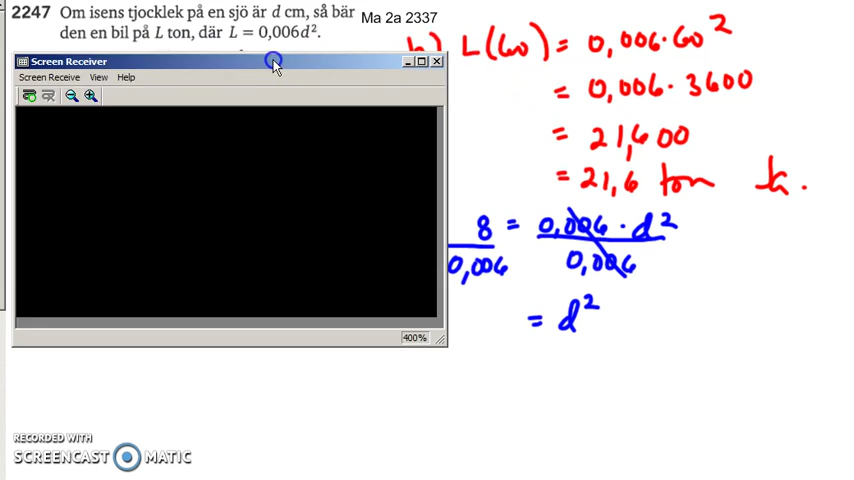 2247 Om isens tjocklek på en sjö är d cm, så bär
den en bil på L ton, där L = 0,006d².
Ma 2a 2337
b) L(60) = 0,006·60²
= 0,006·3600
= 21,600
= 21,6 ton
Screen Receiver
Screen Receive View Help
400%
8 = 0,006·d²
0,006 0,006
= d²
RECORDED WITH
SCREENCAST MATIC